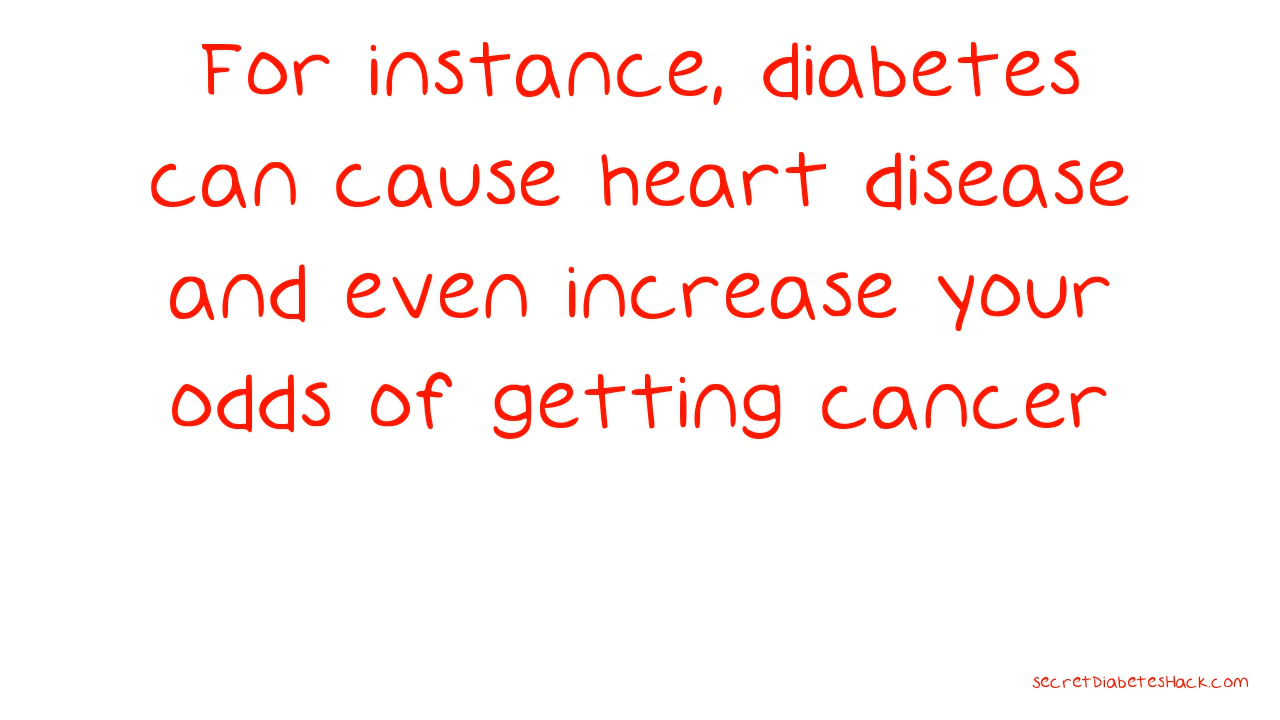 For instance, diabetes
can cause heart disease
and even increase your
odds of getting cancer
secretDiabetesHack.com